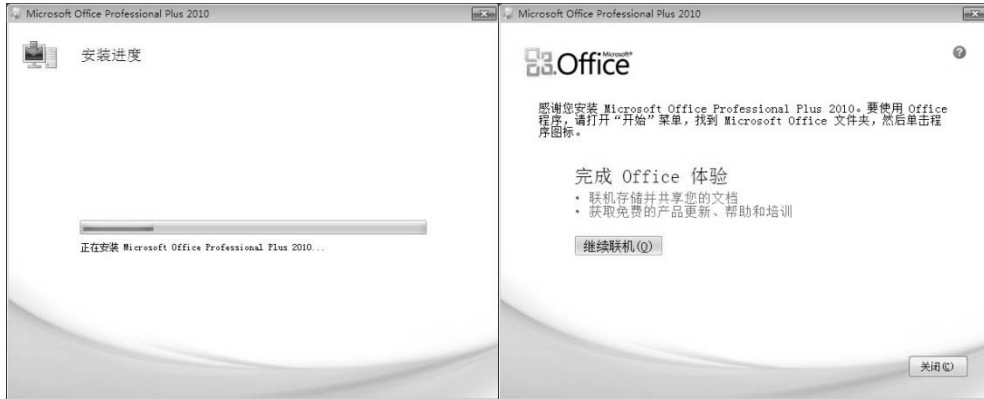 Microsoft Office Professional Plus 2010
安装进度
正在安装 Microsoft Office Professional Plus 2010...
Microsoft Office Professional Plus 2010
Microsoft®
Office
感谢您安装 Microsoft Office Professional Plus 2010。要使用 Office
程序，请打开“开始”菜单，找到 Microsoft Office 文件夹，然后单击程
序图标。
完成 Office 体验
• 联机存储并共享您的文档
• 获取免费的产品更新、帮助和培训
继续联机(O)
关闭(C)